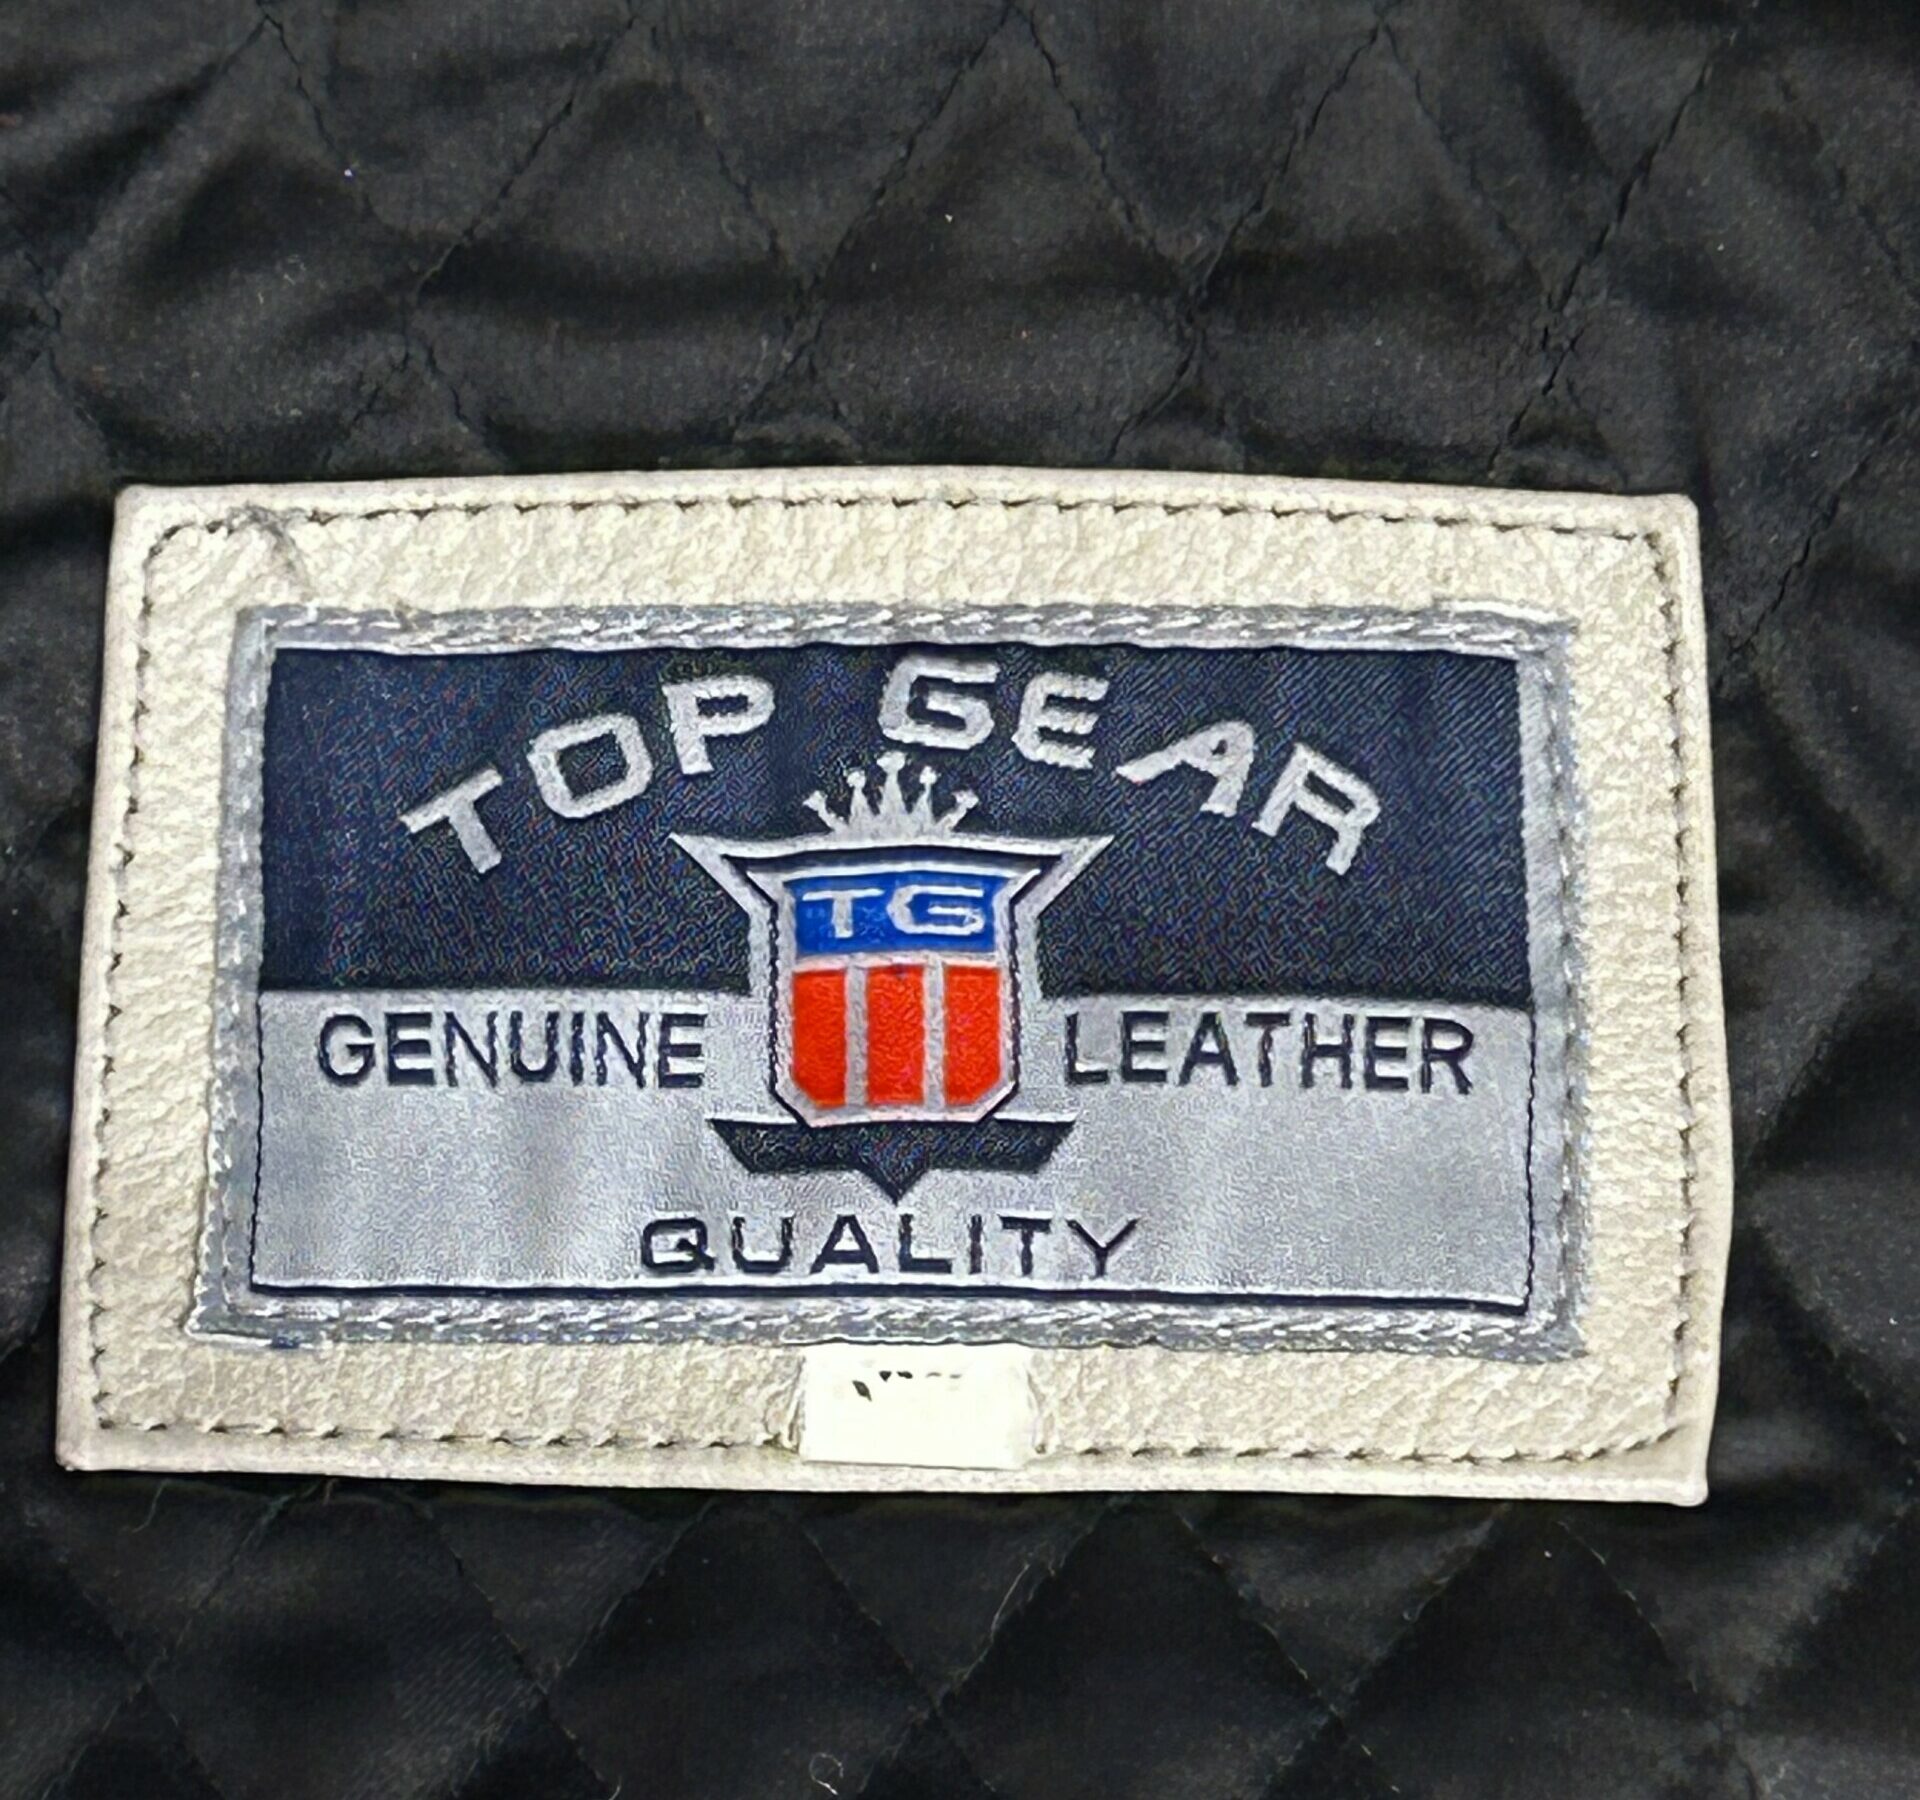 TOP GEAR
TG
GENUINE LEATHER
QUALITY